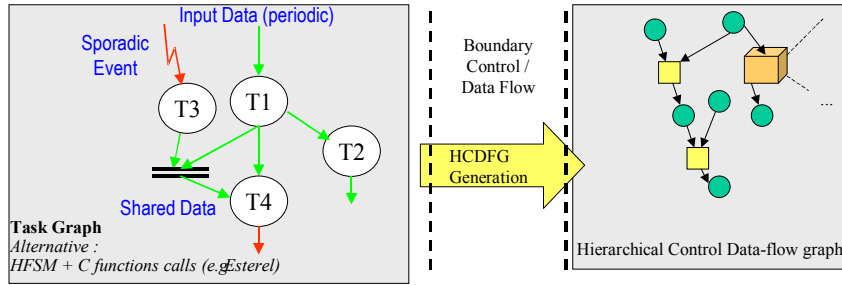 Input Data (periodic)
Sporadic
Event
T3
T1
T2
T4
Shared Data
Task Graph
Alternative :
HFSM + C functions calls (e.g Esterel)
Boundary
Control /
Data Flow
HCDFG
Generation
...
Hierarchical Control Data-flow graph